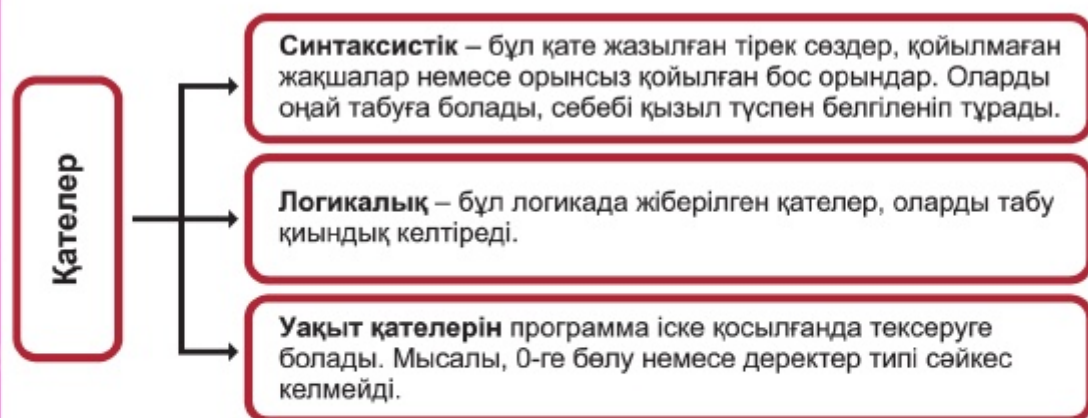 Қателер
Синтаксистік – бұл қате жазылған тірек сөздер, қойылмаған
жақшалар немесе орынсыз қойылған бос орындар. Оларды
оңай табуға болады, себебі қызыл түспен белгіленіп тұрады.
Логикалық – бұл логикада жіберілген қателер, оларды табу
қиындық келтіреді.
Уақыт қателерін программа іске қосылғанда тексеруге
болады. Мысалы, 0-ге бөлу немесе деректер типі сәйкес
келмейді.